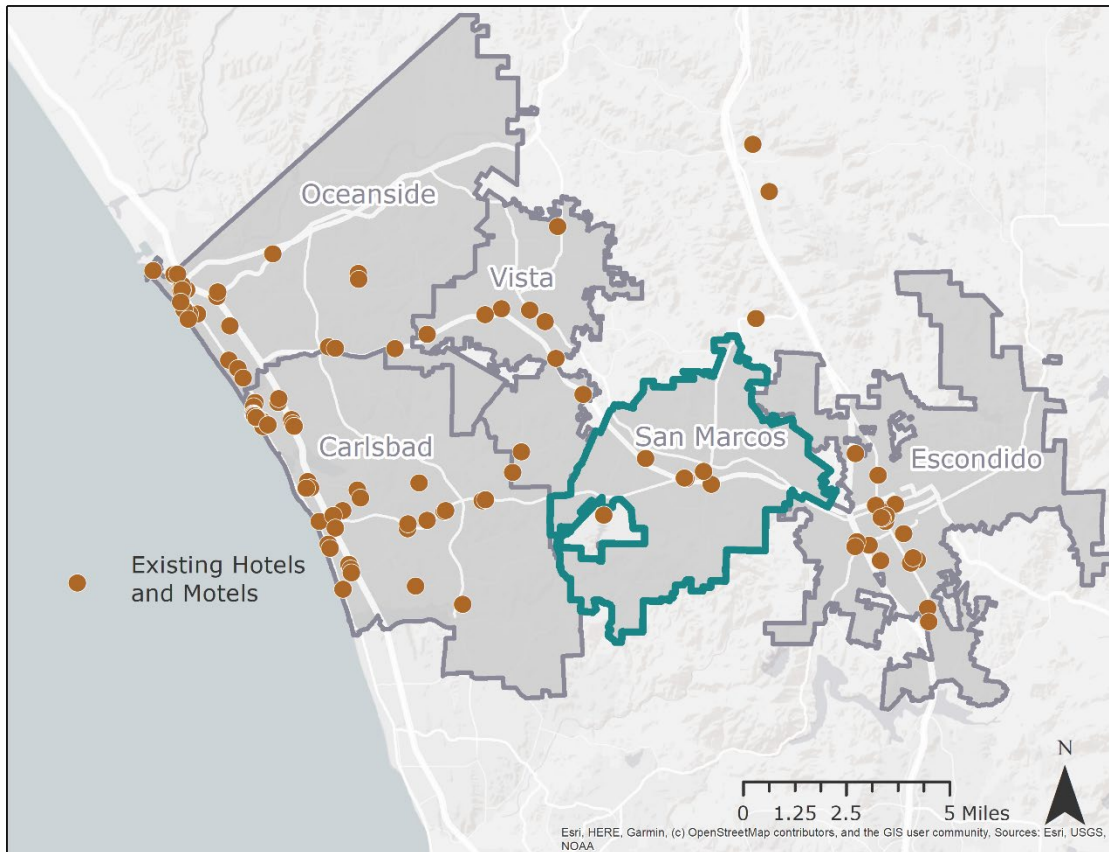 Oceanside
Vista
San Marcos
Carlsbad
Escondido
Existing Hotels
and Motels
N
0 1.25 2.5 5 Miles
Esri, HERE, Garmin, (c) OpenStreetMap contributors, and the GIS user community, Sources: Esri, USGS,
NOAA